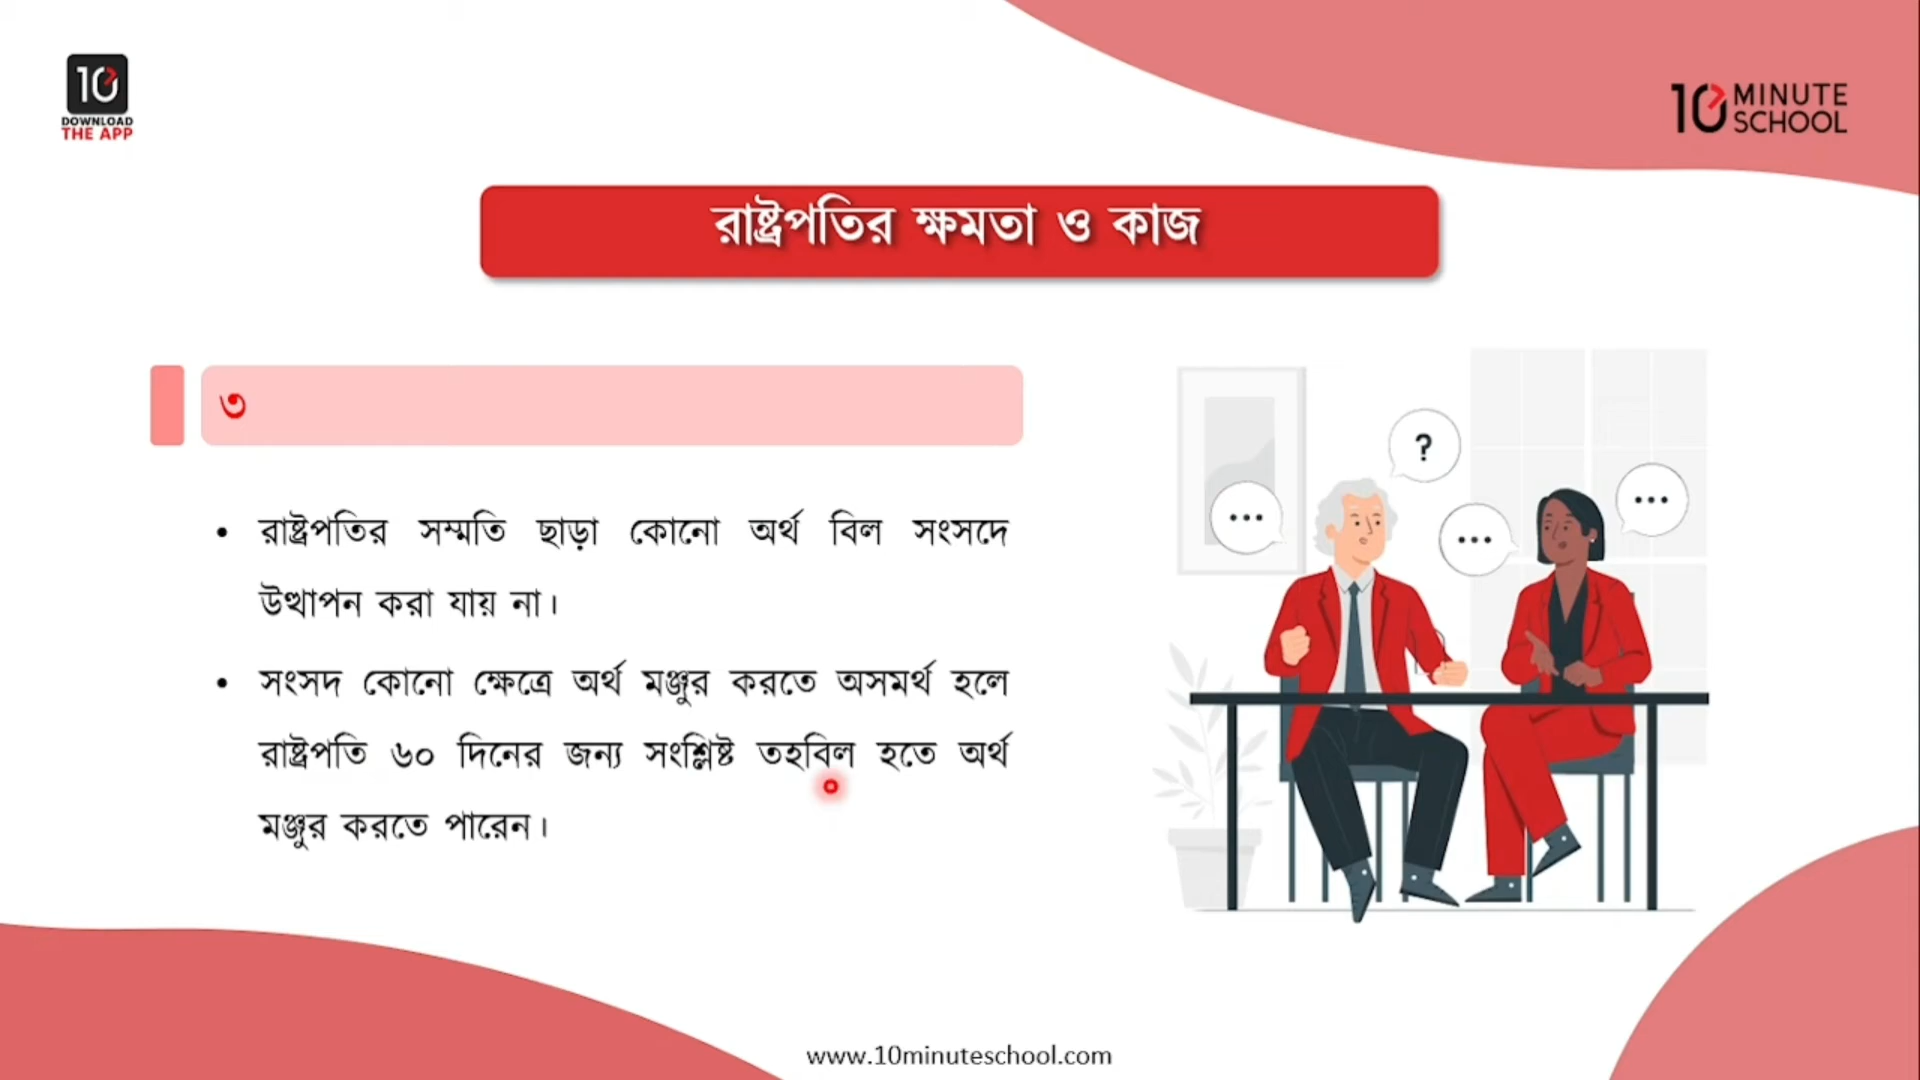 10
DOWNLOAD
THE APP
10 MINUTE
SCHOOL
রাষ্ট্রপতির ক্ষমতা ও কাজ
৩
• রাষ্ট্রপতির সম্মতি ছাড়া কোনো অর্থ বিল সংসদে
উত্থাপন করা যায় না।
• সংসদ কোনো ক্ষেত্রে অর্থ মঞ্জুর করতে অসমর্থ হলে
রাষ্ট্রপতি ৬০ দিনের জন্য সংশ্লিষ্ট তহবিল হতে অর্থ
মঞ্জুর করতে পারেন।
?
www.10minuteschool.com